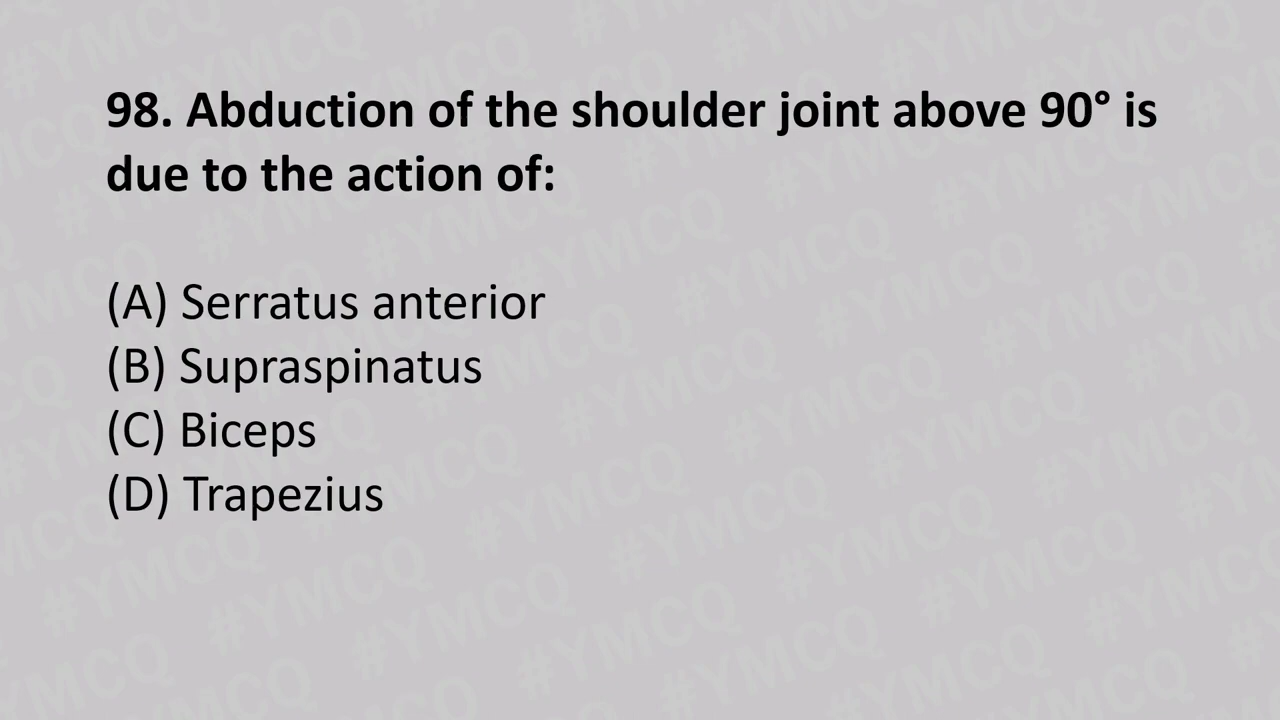 98. Abduction of the shoulder joint above 90° is
due to the action of:
(A) Serratus anterior
(B) Supraspinatus
(C) Biceps
(D) Trapezius
#YMCQ